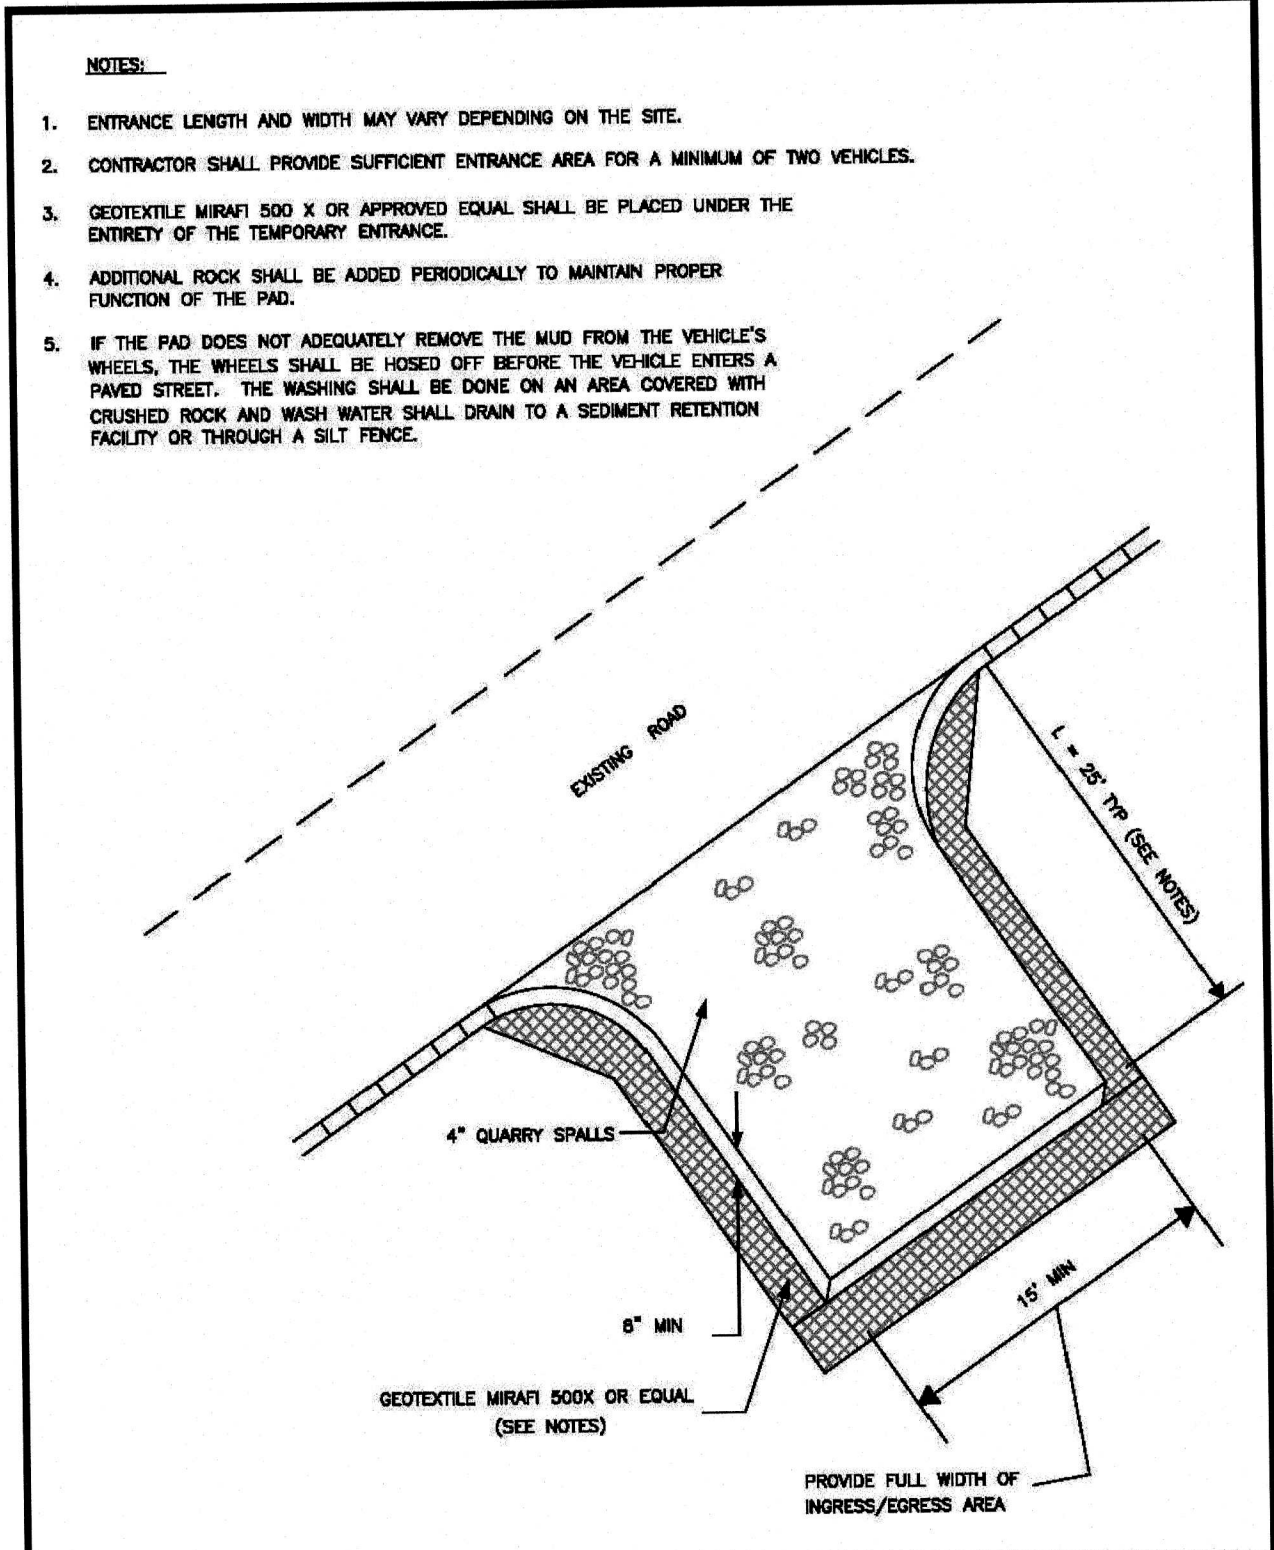 NOTES:
1. ENTRANCE LENGTH AND WIDTH MAY VARY DEPENDING ON THE SITE.
2. CONTRACTOR SHALL PROVIDE SUFFICIENT ENTRANCE AREA FOR A MINIMUM OF TWO VEHICLES.
3. GEOTEXTILE MIRAFI 500 X OR APPROVED EQUAL SHALL BE PLACED UNDER THE
ENTIRETY OF THE TEMPORARY ENTRANCE.
4. ADDITIONAL ROCK SHALL BE ADDED PERIODICALLY TO MAINTAIN PROPER
FUNCTION OF THE PAD.
5. IF THE PAD DOES NOT ADEQUATELY REMOVE THE MUD FROM THE VEHICLE'S
WHEELS, THE WHEELS SHALL BE HOSED OFF BEFORE THE VEHICLE ENTERS A
PAVED STREET. THE WASHING SHALL BE DONE ON AN AREA COVERED WITH
CRUSHED ROCK AND WASH WATER SHALL DRAIN TO A SEDIMENT RETENTION
FACILITY OR THROUGH A SILT FENCE.
EXISTING ROAD
L = 25' TYP (SEE NOTES)
4" QUARRY SPALLS
15' MIN
8" MIN
GEOTEXTILE MIRAFI 500X OR EQUAL
(SEE NOTES)
PROVIDE FULL WIDTH OF
INGRESS/EGRESS AREA